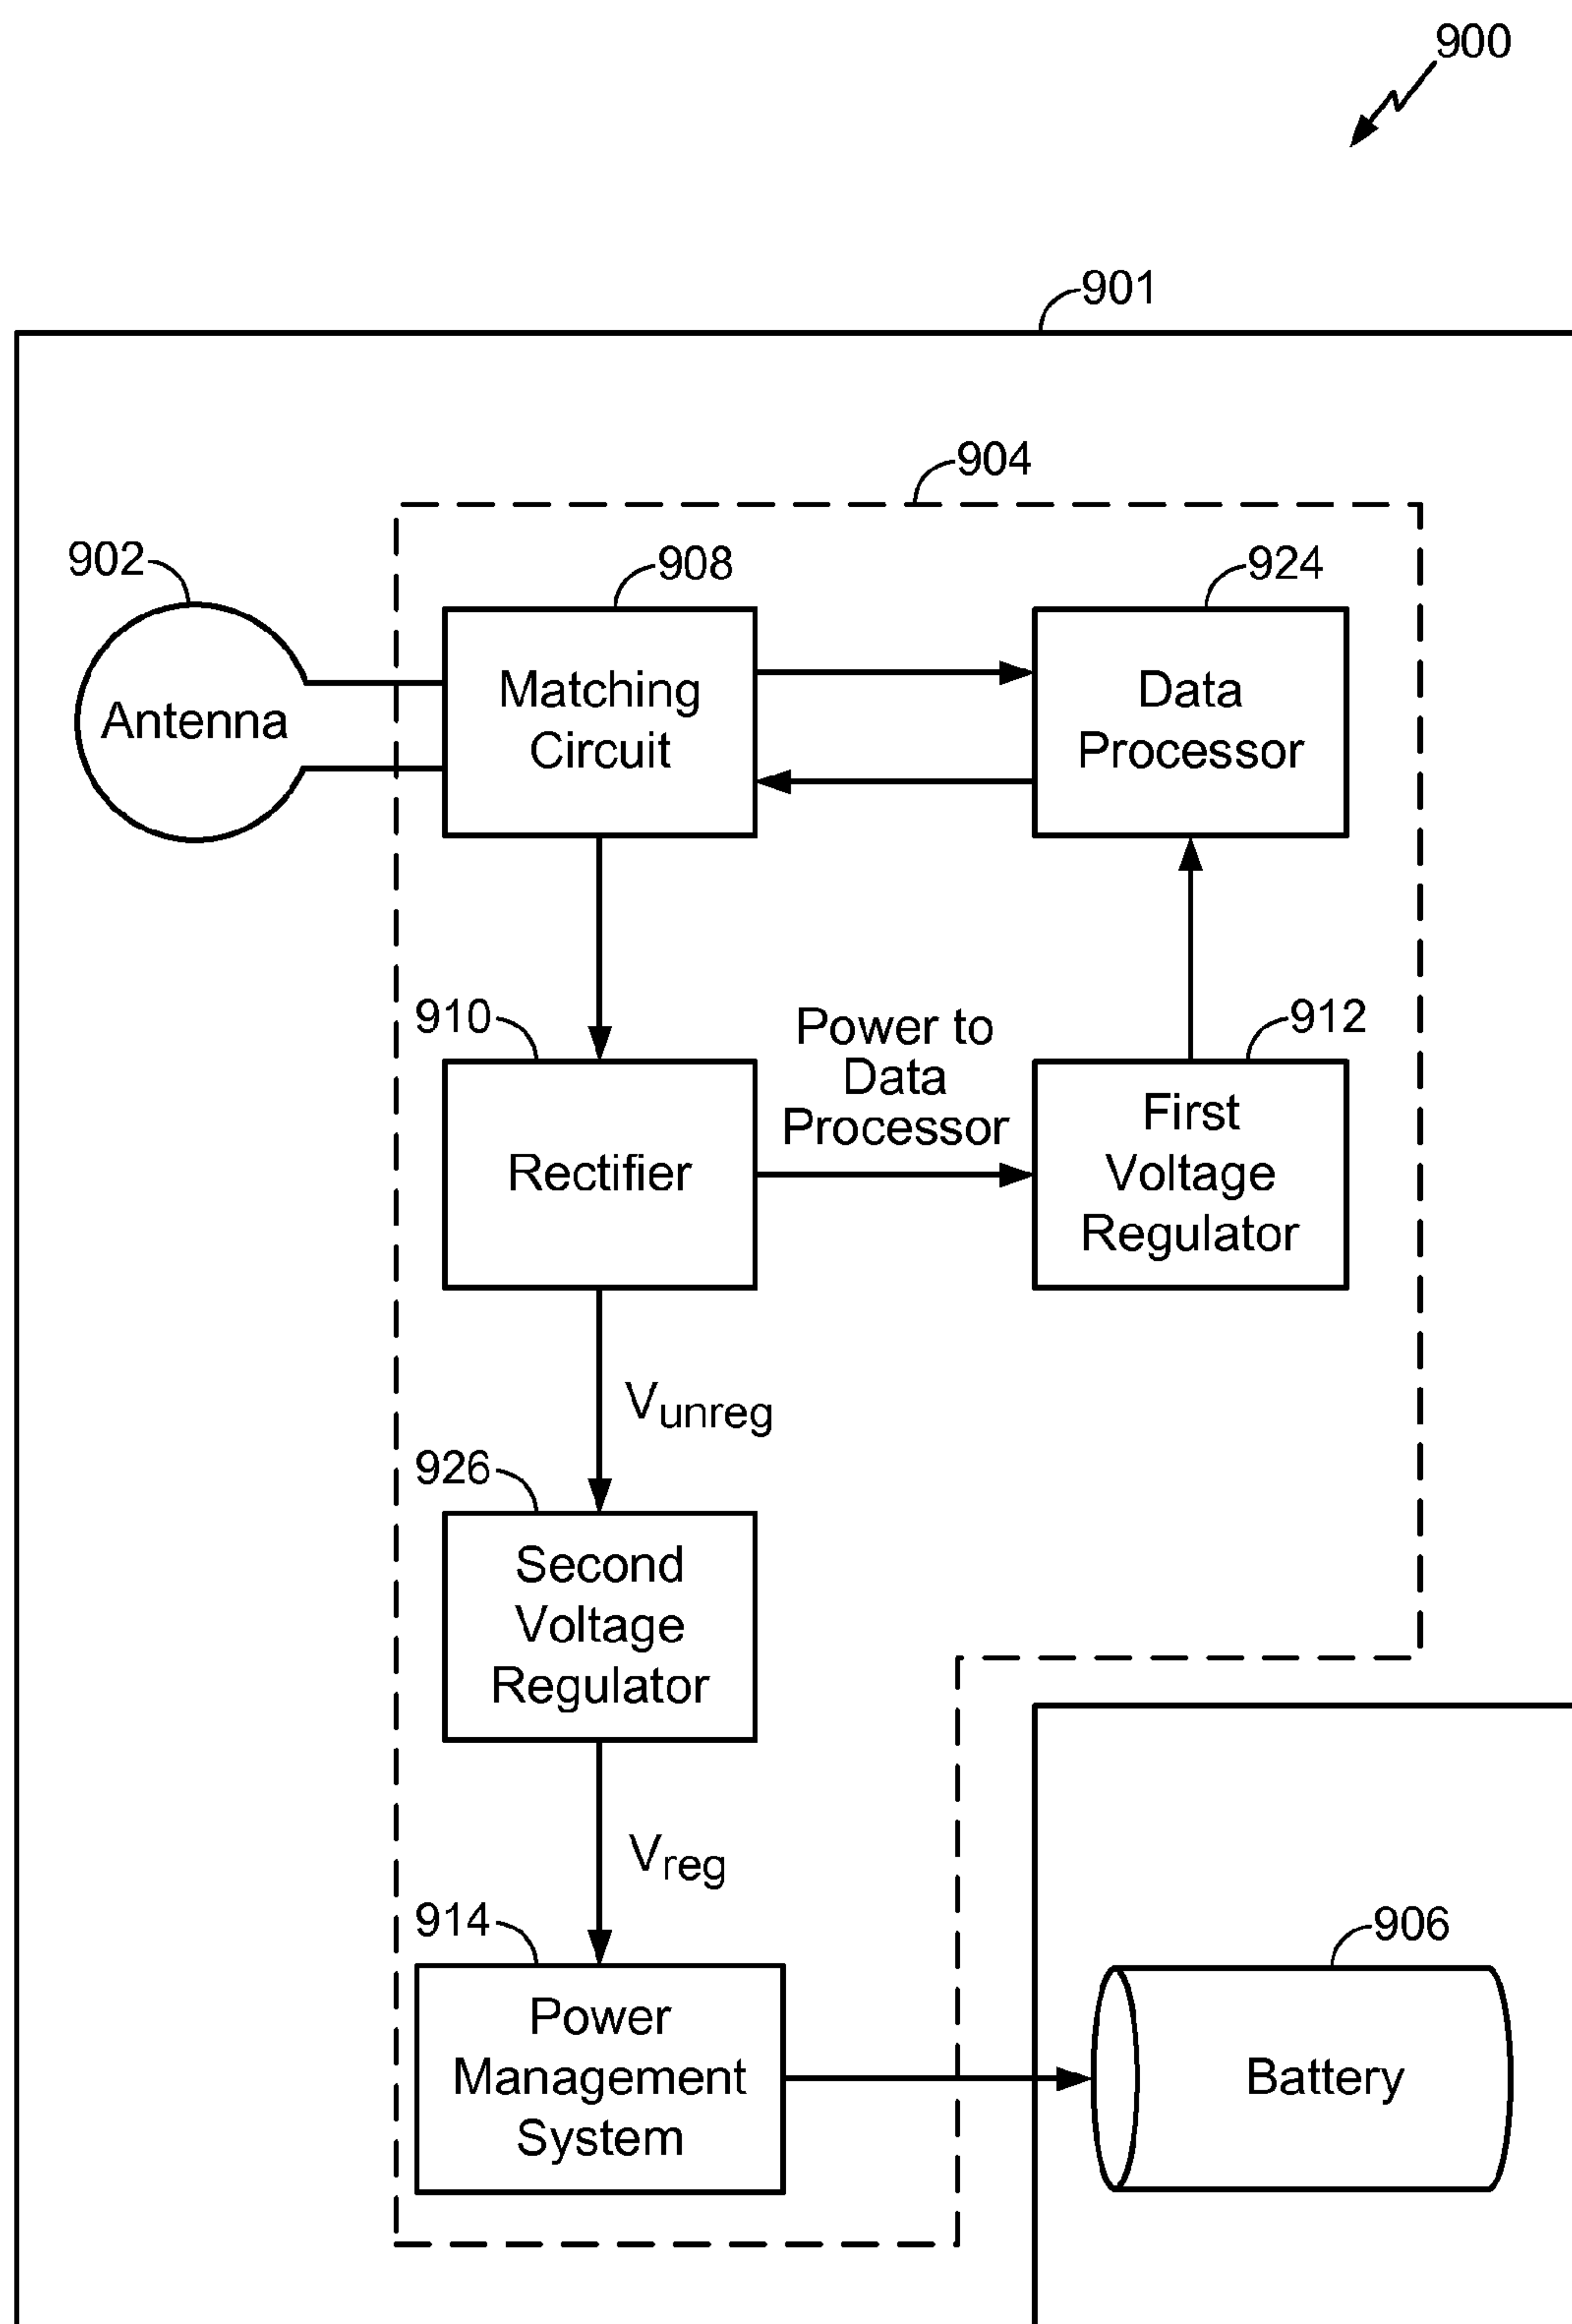 900
901
904
902
908
924
Antenna
Matching
Circuit
Data
Processor
910
Power to
Data
Processor
912
Rectifier
First
Voltage
Regulator
Vunreg
926
Second
Voltage
Regulator
Vreg
914
906
Power
Management
System
Battery